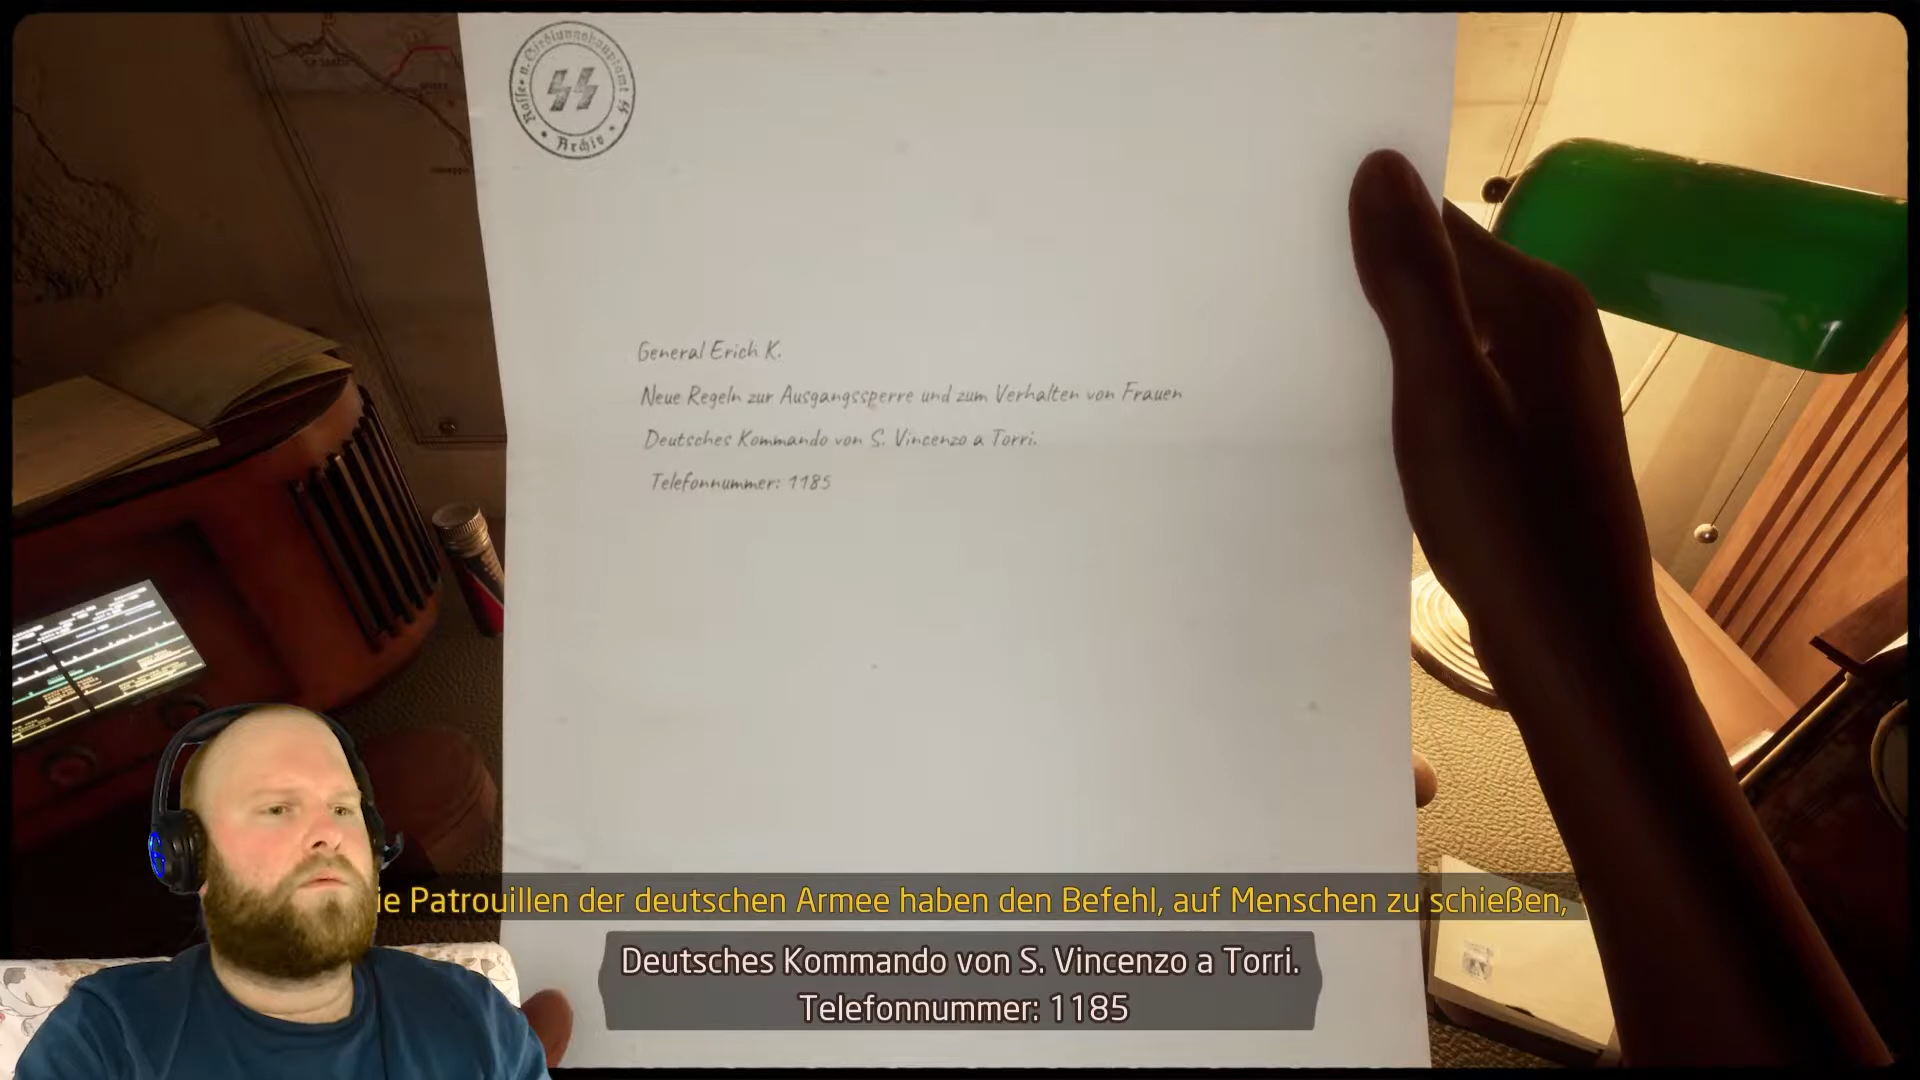 Rasse- u. Siedlungshauptamt SS
Archiv
General Erich K.
Neue Regeln zur Ausgangssperre und zum Verhalten von Frauen
Deutsches Kommando von S. Vincenzo a Torri.
Telefonnummer: 1185
ie Patrouillen der deutschen Armee haben den Befehl, auf Menschen zu schießen,
Deutsches Kommando von S. Vincenzo a Torri.
Telefonnummer: 1185